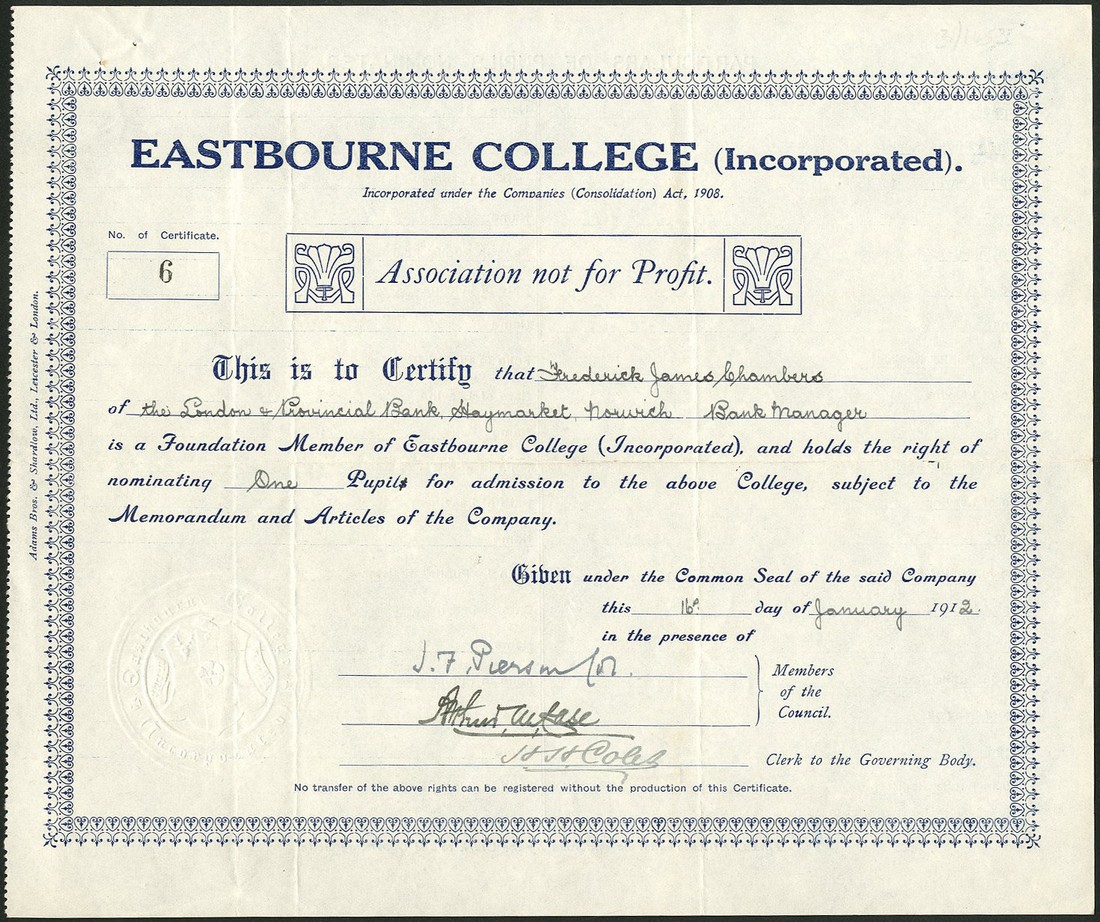 EASTBOURNE COLLEGE (Incorporated).
Incorporated under the Companies (Consolidation) Act, 1908.
No. of Certificate.
6
Association not for Profit.
This is to Certify that Frederick James Chambers
of the London & Provincial Bank, Haymarket, Norwich Bank Manager
is a Foundation Member of Eastbourne College (Incorporated), and holds the right of
nominating One Pupils for admission to the above College, subject to the
Memorandum and Articles of the Company.
Given under the Common Seal of the said Company
this 16th day of January 1912.
in the presence of
J. F. Pierson Col.
Members
of the
Council.
H H Coles
Clerk to the Governing Body.
No transfer of the above rights can be registered without the production of this Certificate.
Adams Bros. & Shardlow, Ltd., Leicester & London.